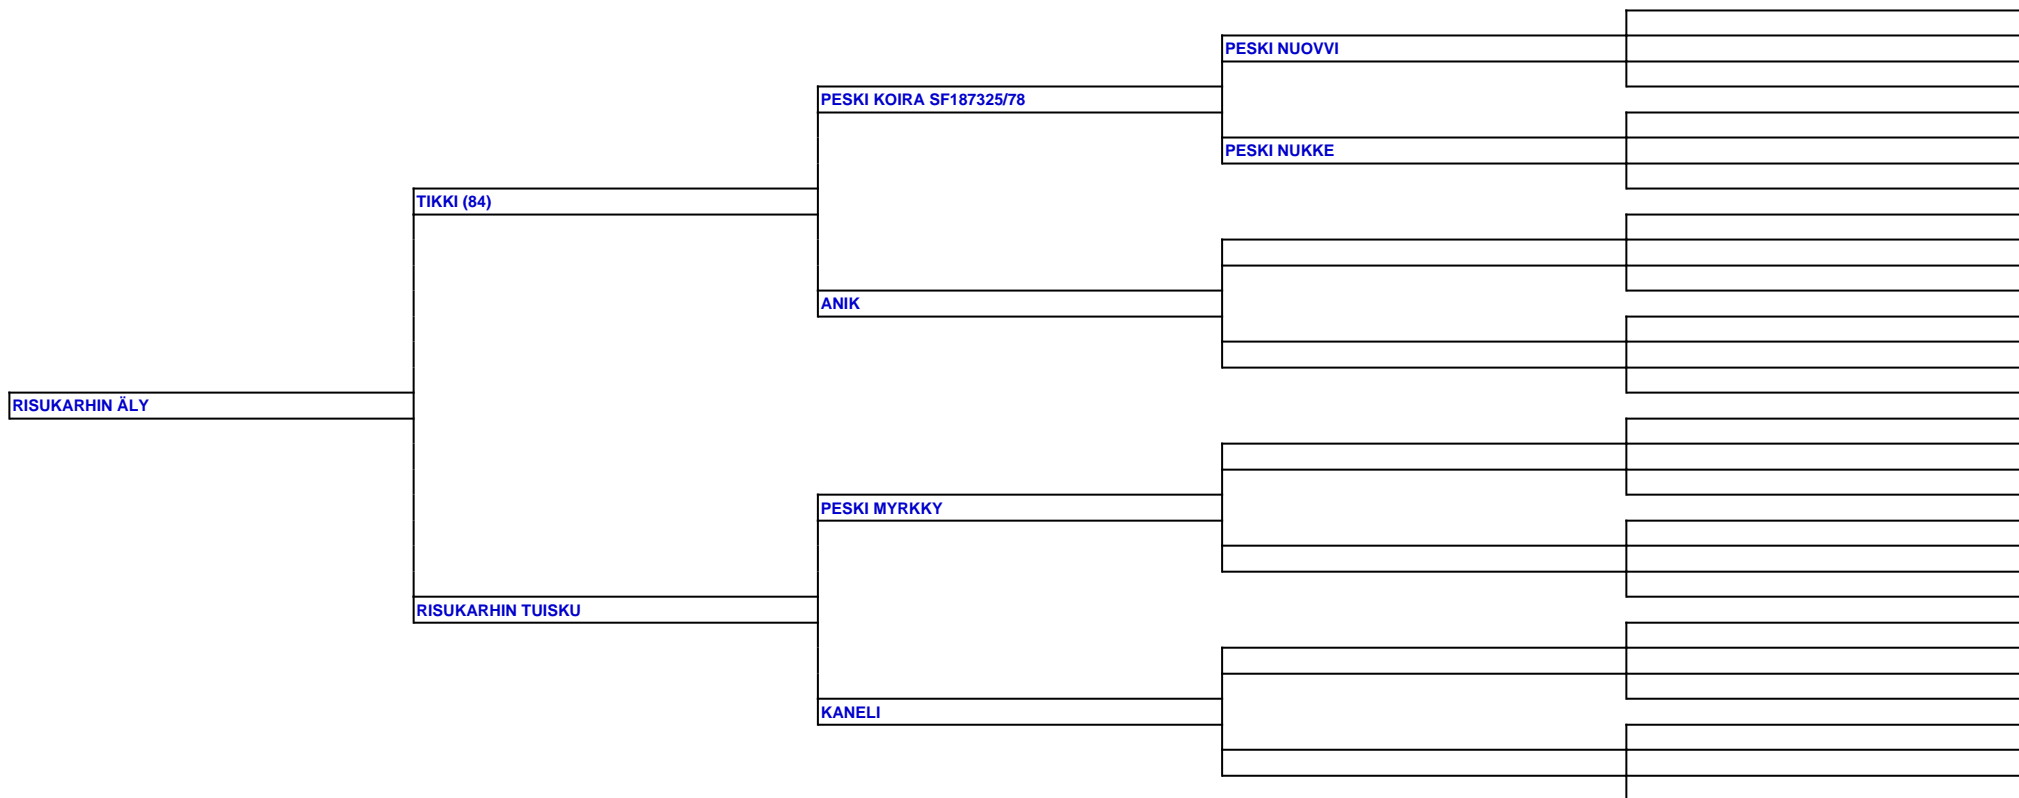 PESKI NUOVVI
PESKI KOIRA SF187325/78
PESKI NUKKE
TIKKI (84)
ANIK
RISUKARHIN ÄLY
PESKI MYRKKY
RISUKARHIN TUISKU
KANELI